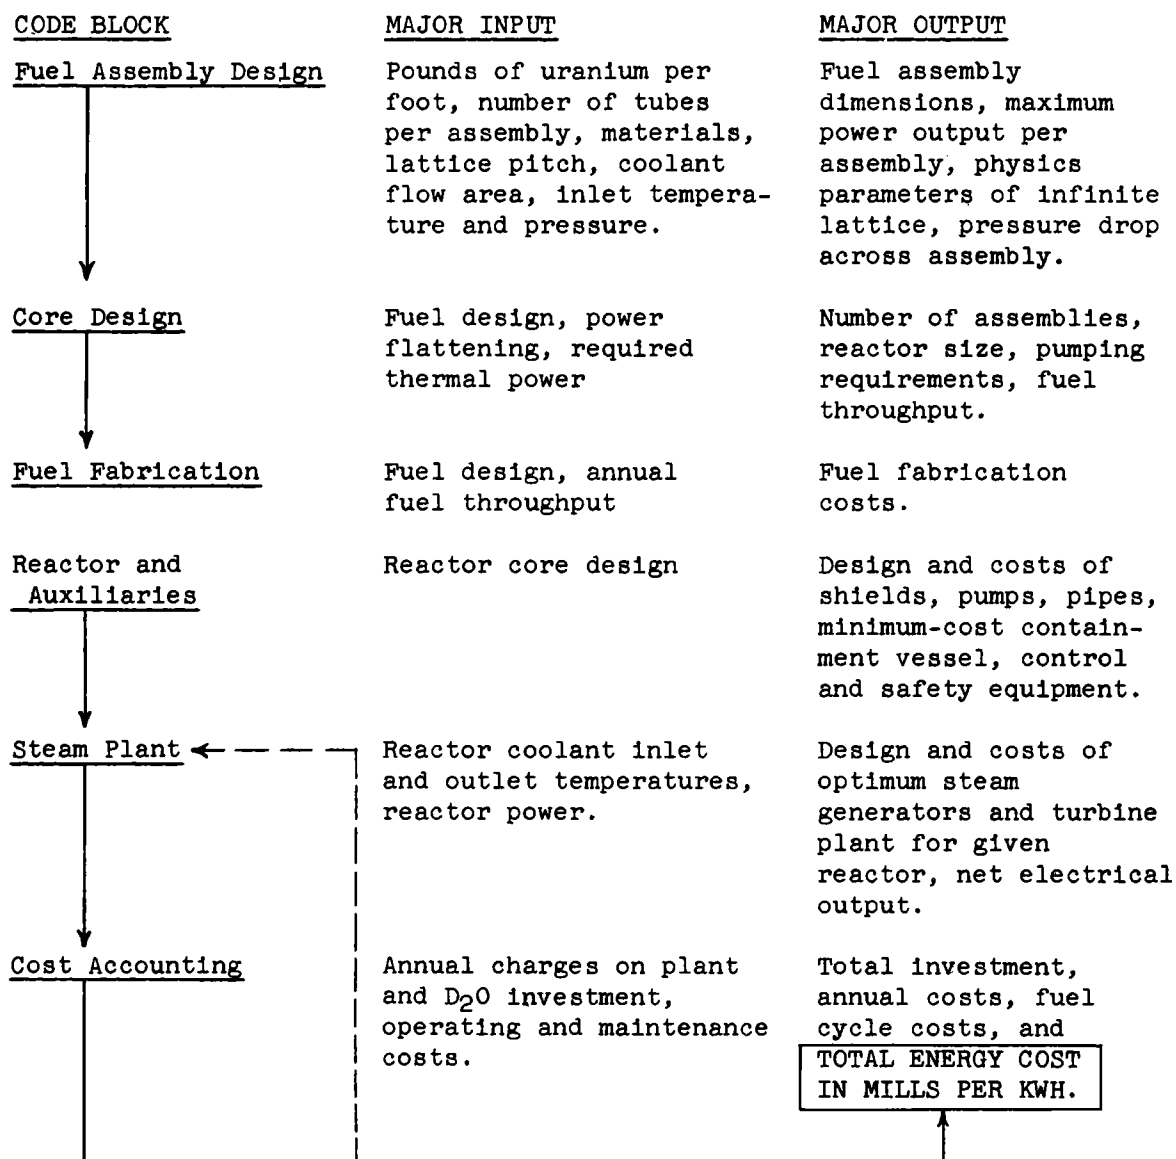 CODE BLOCK MAJOR INPUT MAJOR OUTPUT
Fuel Assembly Design
Pounds of uranium per
foot, number of tubes
per assembly, materials,
lattice pitch, coolant
flow area, inlet tempera-
ture and pressure.
Fuel assembly
dimensions, maximum
power output per
assembly, physics
parameters of infinite
lattice, pressure drop
across assembly.
Core Design
Fuel design, power
flattening, required
thermal power
Number of assemblies,
reactor size, pumping
requirements, fuel
throughput.
Fuel Fabrication
Fuel design, annual
fuel throughput
Fuel fabrication
costs.
Reactor and
Auxiliaries
Reactor core design
Design and costs of
shields, pumps, pipes,
minimum-cost contain-
ment vessel, control
and safety equipment.
Steam Plant
Reactor coolant inlet
and outlet temperatures,
reactor power.
Design and costs of
optimum steam
generators and turbine
plant for given
reactor, net electrical
output.
Cost Accounting
Annual charges on plant
and D2O investment,
operating and maintenance
costs.
Total investment,
annual costs, fuel
cycle costs, and
TOTAL ENERGY COST
IN MILLS PER KWH.